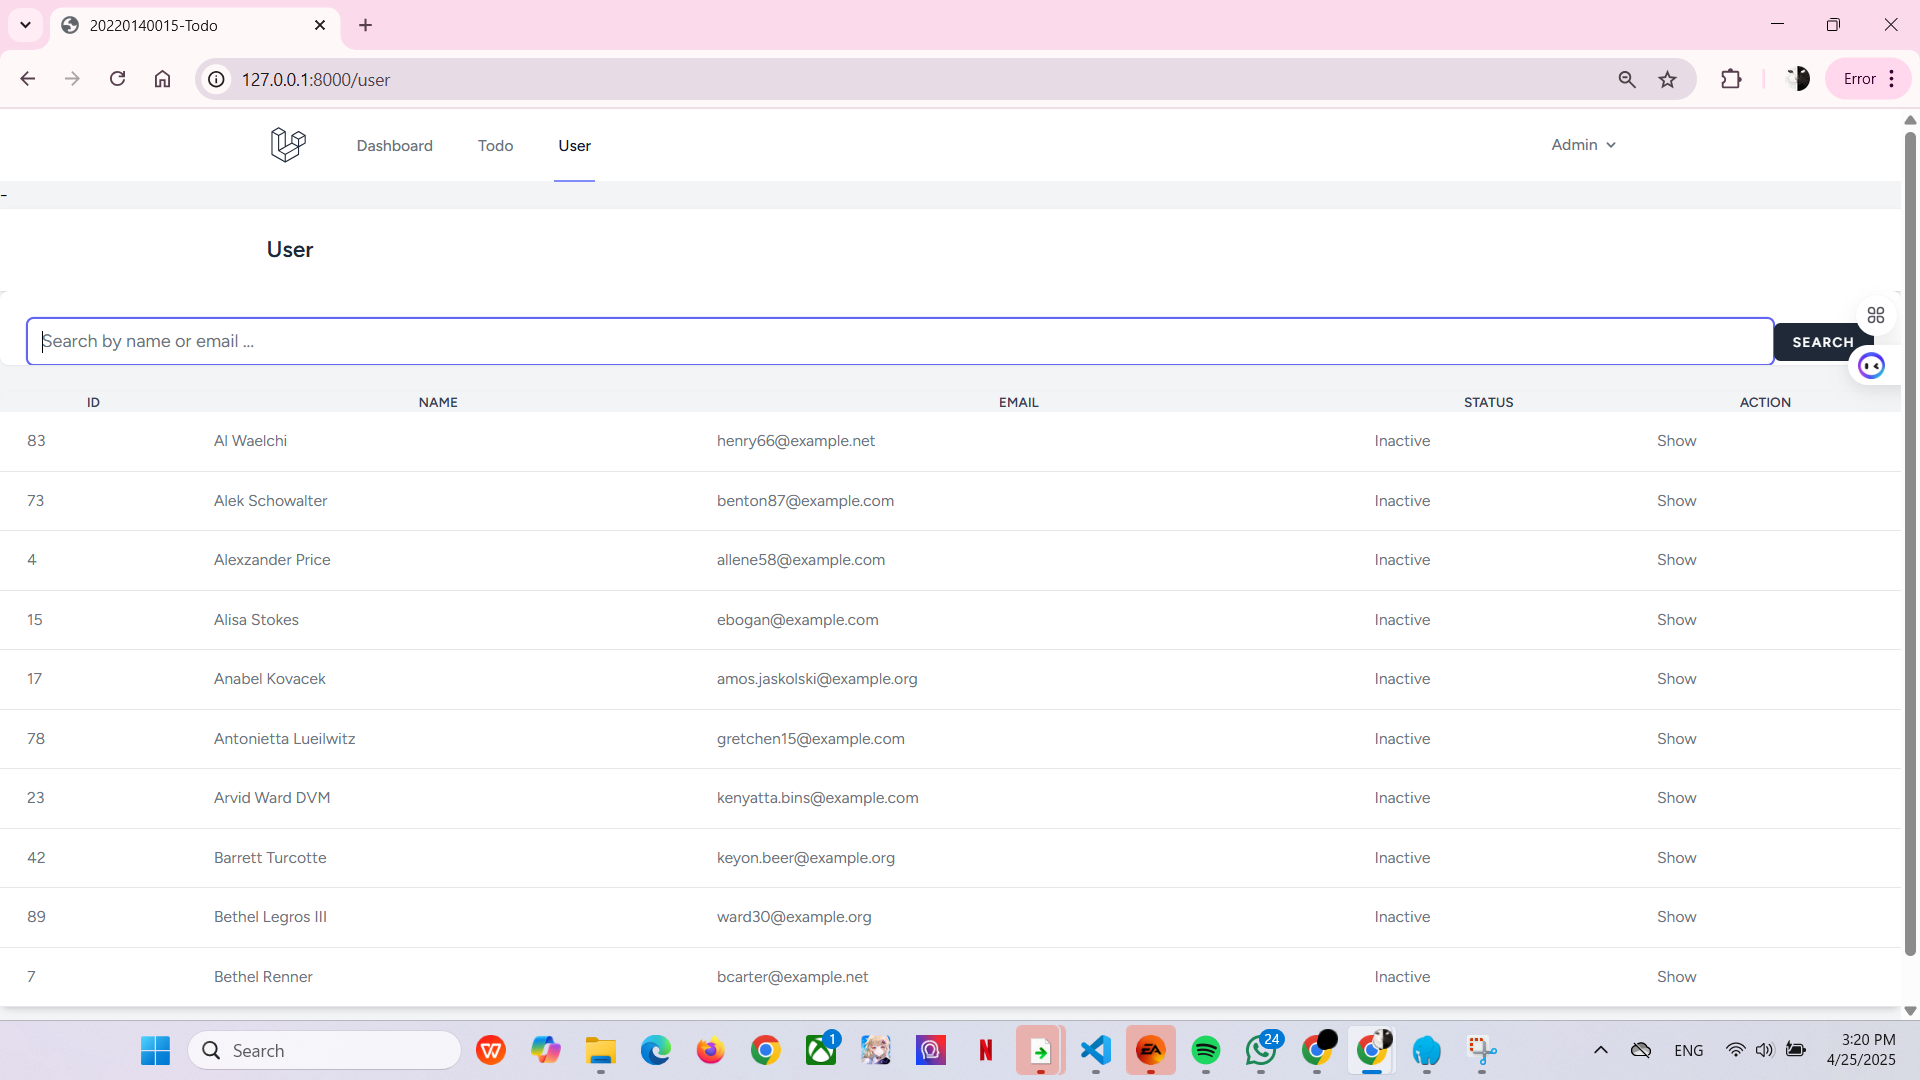 20220140015-Todo
127.0.0.1:8000/user
Error
Dashboard Todo User Admin
-
User
Search by name or email ...
SEARCH
ID NAME EMAIL STATUS ACTION
83 Al Waelchi henry66@example.net Inactive Show
73 Alek Schowalter benton87@example.com Inactive Show
4 Alexzander Price allene58@example.com Inactive Show
15 Alisa Stokes ebogan@example.com Inactive Show
17 Anabel Kovacek amos.jaskolski@example.org Inactive Show
78 Antonietta Lueilwitz gretchen15@example.com Inactive Show
23 Arvid Ward DVM kenyatta.bins@example.com Inactive Show
42 Barrett Turcotte keyon.beer@example.org Inactive Show
89 Bethel Legros III ward30@example.org Inactive Show
7 Bethel Renner bcarter@example.net Inactive Show
Search
1
N
EA
24
ENG
3:20 PM
4/25/2025